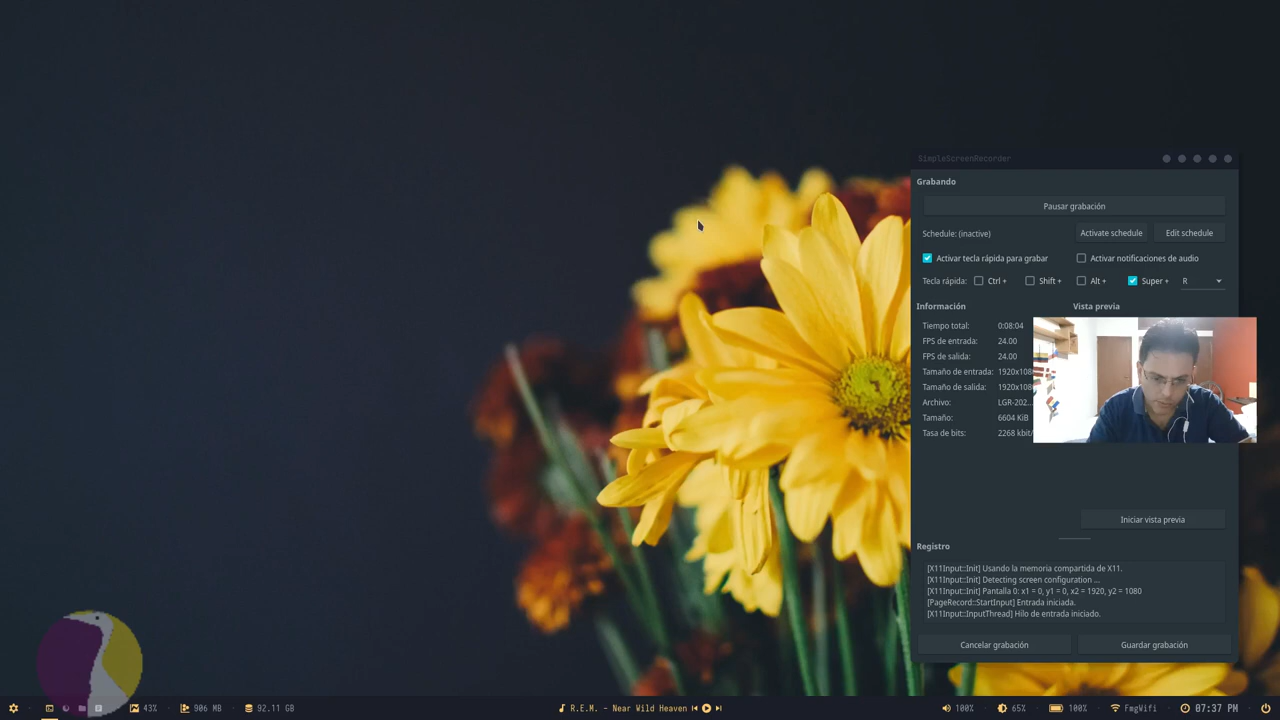 SimpleScreenRecorder
Grabando
Pausar grabación
Schedule: (inactive)
Activate schedule
Edit schedule
Activar tecla rápida para grabar
Activar notificaciones de audio
Tecla rápida:
Ctrl +
Shift +
Alt +
Super +
R
Información
Vista previa
Tiempo total: 0:08:04
FPS de entrada: 24.00
FPS de salida: 24.00
Tamaño de entrada: 1920x108
Tamaño de salida: 1920x108
Archivo: LGR-202...
Tamaño: 6604 KiB
Tasa de bits: 2268 kbit/
Iniciar vista previa
Registro
[X11Input::Init] Usando la memoria compartida de X11.
[X11Input::Init] Detecting screen configuration ...
[X11Input::Init] Pantalla 0: x1 = 0, y1 = 0, x2 = 1920, y2 = 1080
[PageRecord::StartInput] Entrada iniciada.
[X11Input::InputThread] Hilo de entrada iniciado.
Cancelar grabación
Guardar grabación
43%
906 MB
92.11 GB
R.E.M. - Near Wild Heaven
100%
65%
100%
FmgWifi
07:37 PM